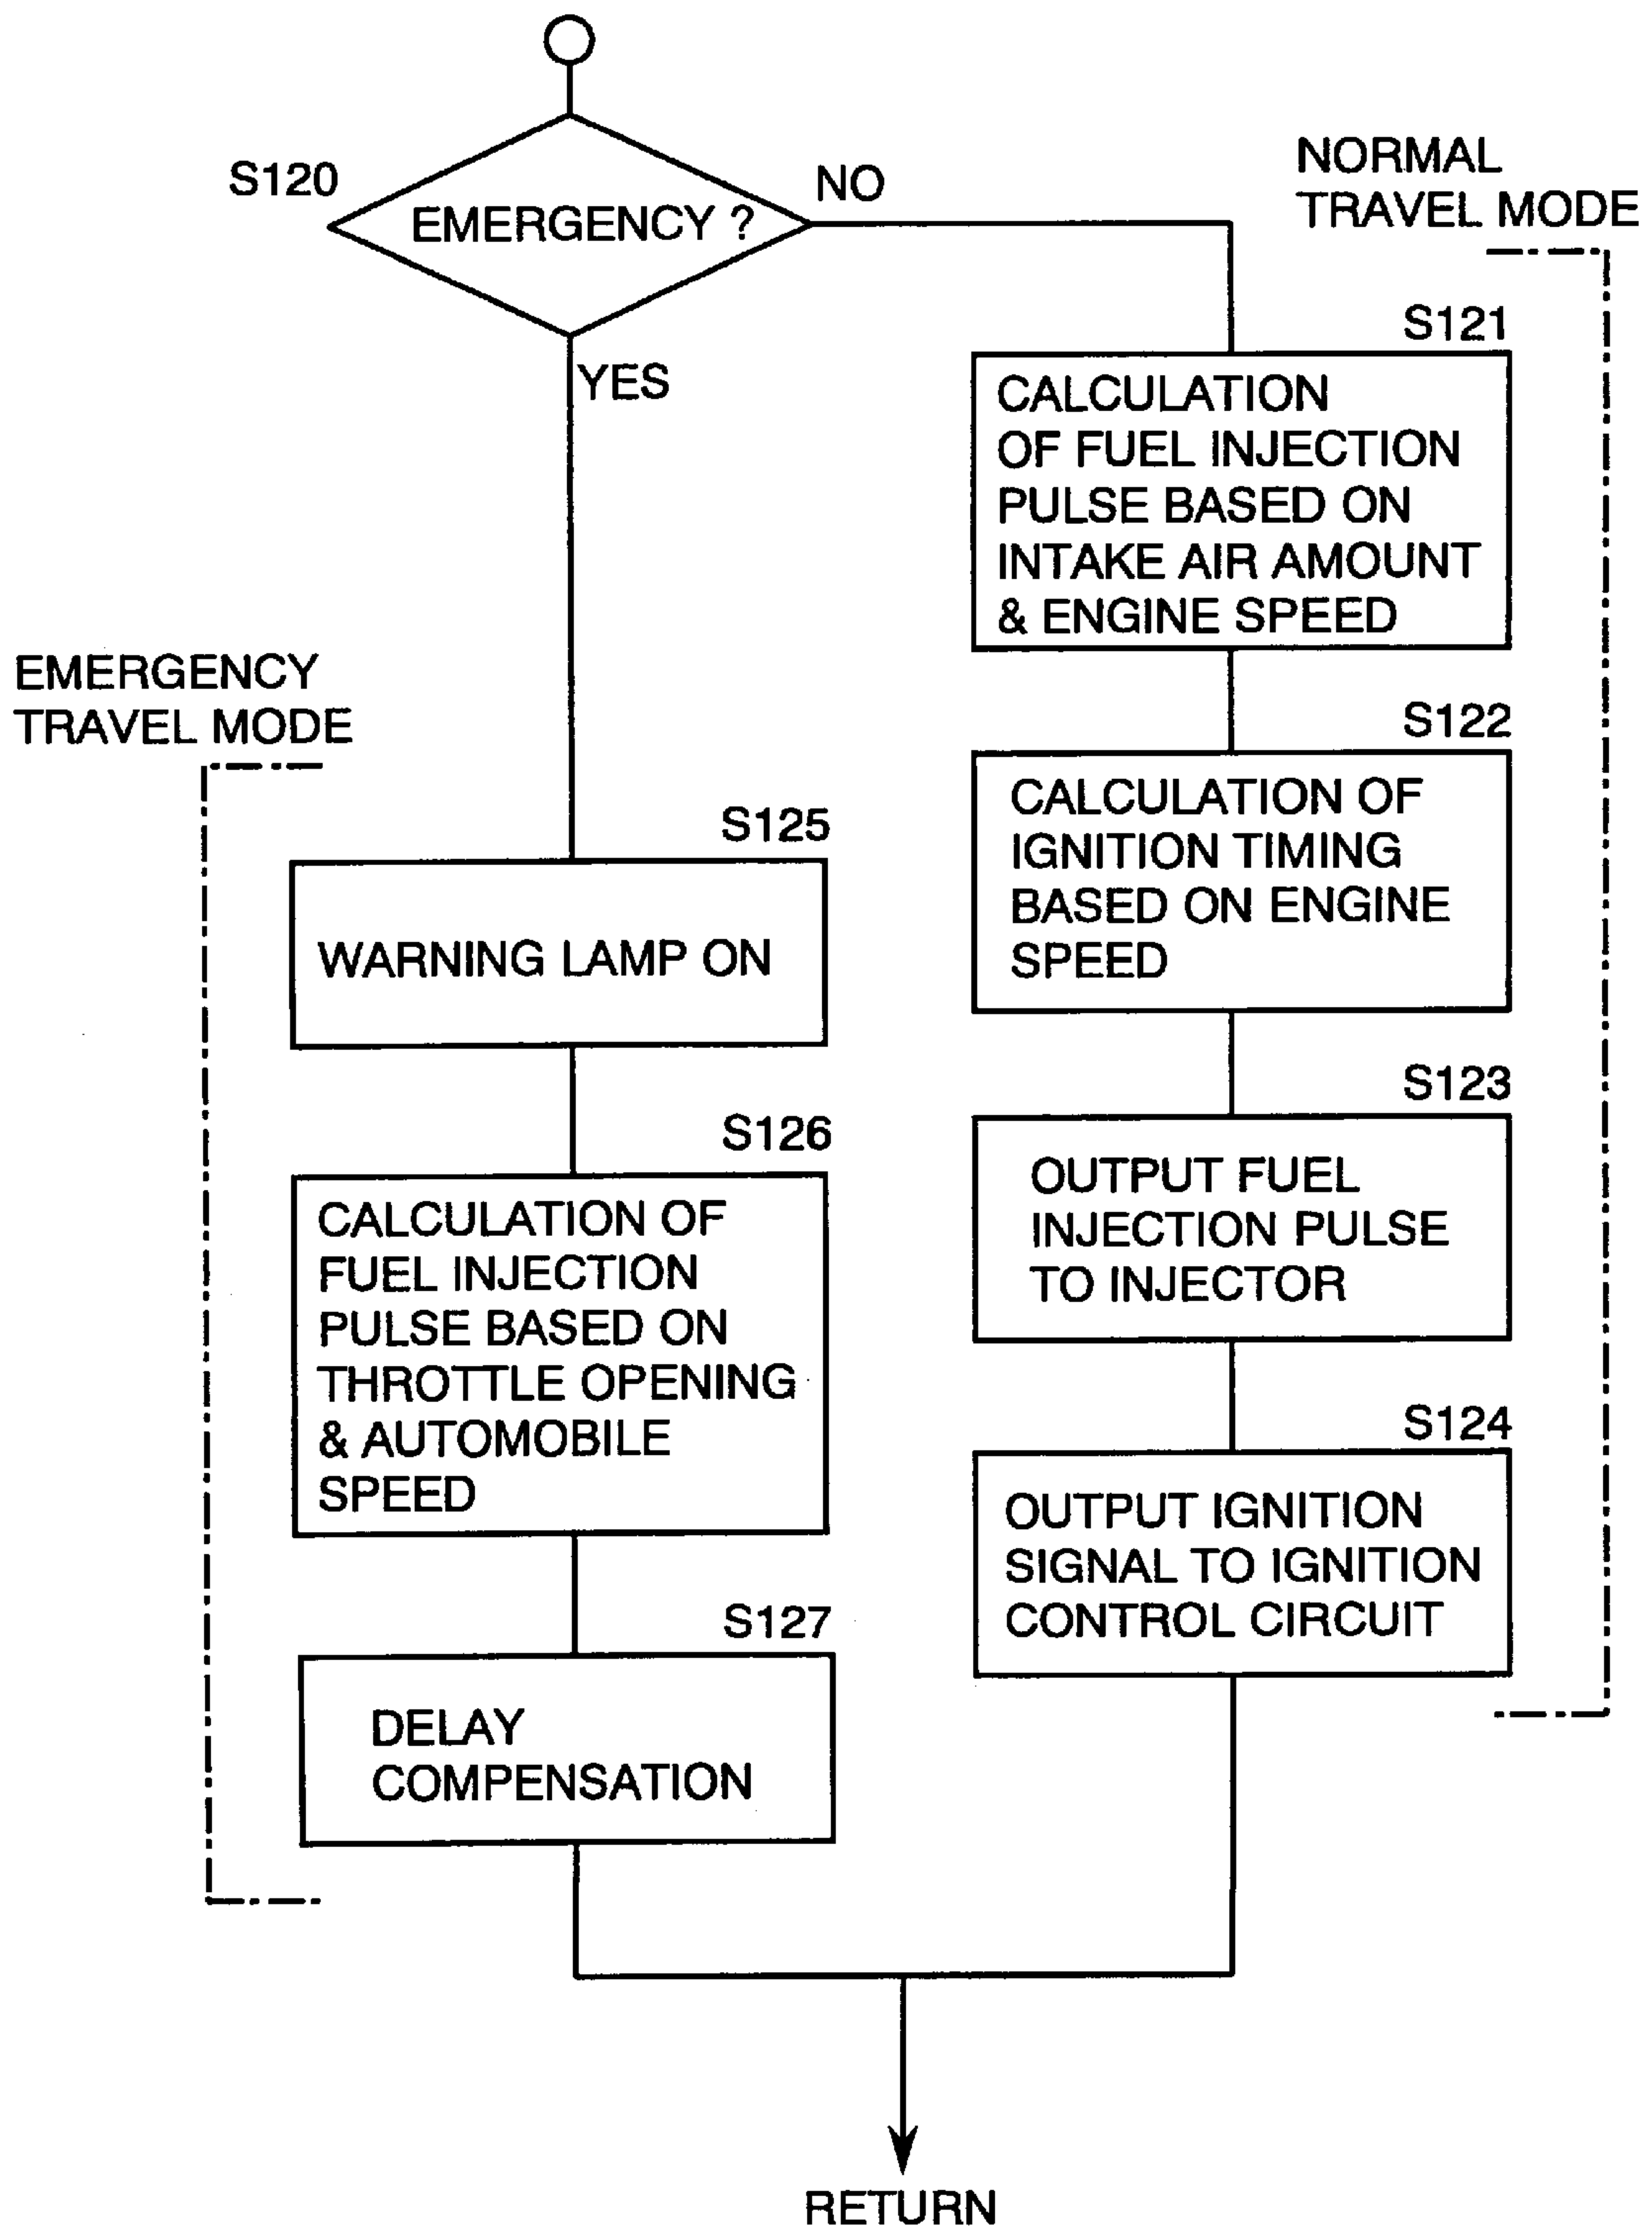 S120
EMERGENCY ?
NO
YES
NORMAL
TRAVEL MODE
S121
CALCULATION
OF FUEL INJECTION
PULSE BASED ON
INTAKE AIR AMOUNT
& ENGINE SPEED
S122
CALCULATION OF
IGNITION TIMING
BASED ON ENGINE
SPEED
S123
OUTPUT FUEL
INJECTION PULSE
TO INJECTOR
S124
OUTPUT IGNITION
SIGNAL TO IGNITION
CONTROL CIRCUIT
EMERGENCY
TRAVEL MODE
S125
WARNING LAMP ON
S126
CALCULATION OF
FUEL INJECTION
PULSE BASED ON
THROTTLE OPENING
& AUTOMOBILE
SPEED
S127
DELAY
COMPENSATION
RETURN